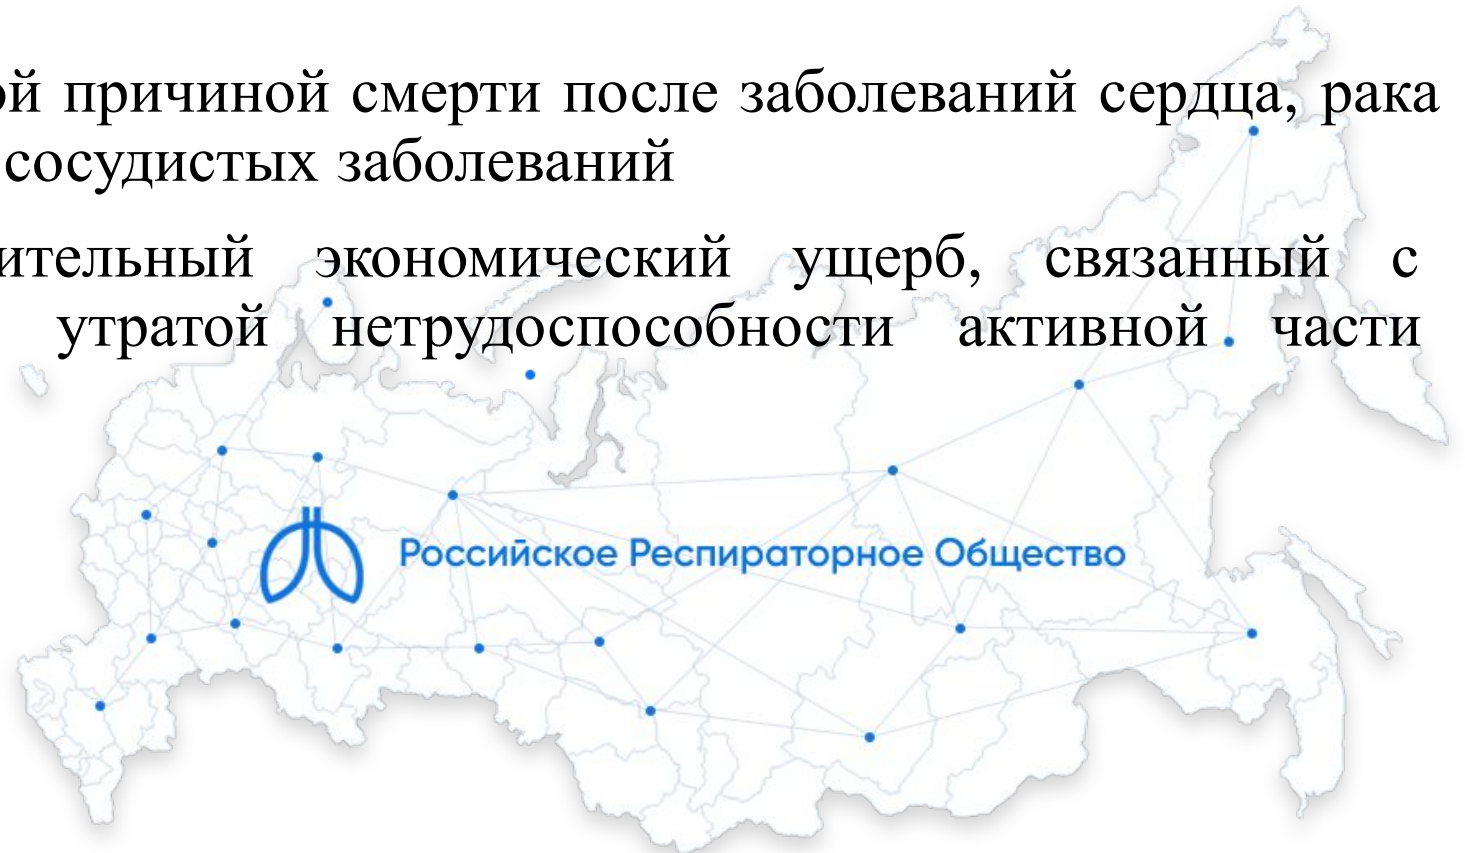 ой причиной смерти после заболеваний сердца, рака
сосудистых заболеваний
ительный экономический ущерб, связанный с
утратой нетрудоспособности активной части
Российское Респираторное Общество